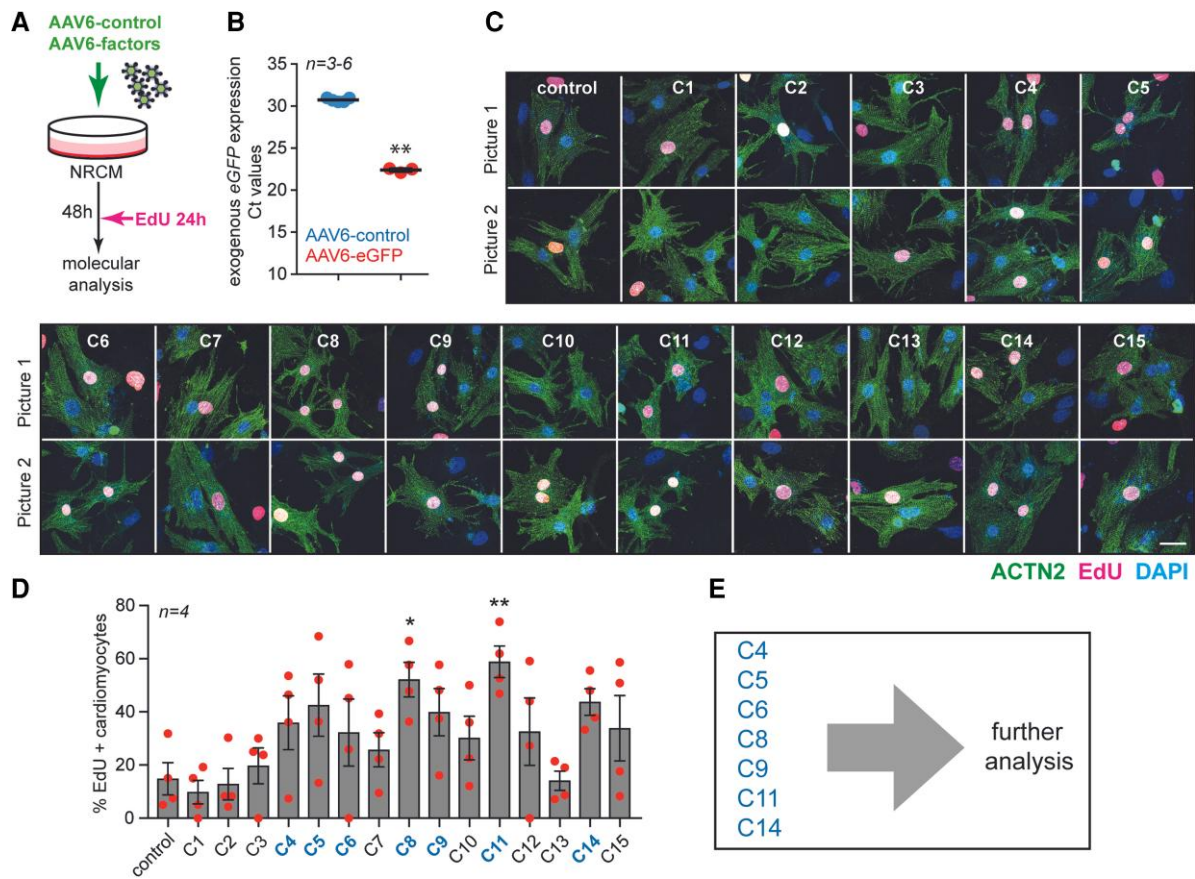 A
AAV6-control
AAV6-factors
NRCM
48h
EdU 24h
molecular
analysis
B
n=3-6
exogenous eGFP expression
Ct values
35
30
25
20
15
10
**
AAV6-control
AAV6-eGFP
C
control C1 C2 C3 C4 C5
Picture 1
Picture 2
C6 C7 C8 C9 C10 C11 C12 C13 C14 C15
Picture 1
Picture 2
ACTN2 EdU DAPI
D
n=4
% EdU + cardiomyocytes
80
60
40
20
0
* **
control C1 C2 C3 C4 C5 C6 C7 C8 C9 C10 C11 C12 C13 C14 C15
E
C4
C5
C6
C8
C9
C11
C14
further
analysis